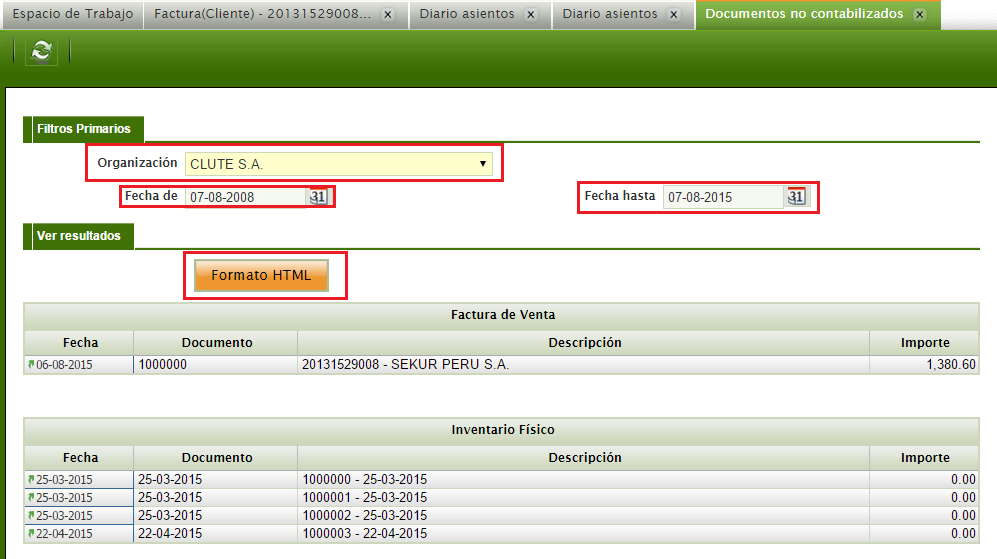 Espacio de Trabajo Factura(Cliente) - 20131529008... x Diario asientos x Diario asientos x Documentos no contabilizados x
Filtros Primarios
Organización CLUTE S.A.
Fecha de 07-08-2008 31 Fecha hasta 07-08-2015 31
Ver resultados
Formato HTML
Factura de Venta
Fecha Documento Descripción Importe
06-08-2015 1000000 20131529008 - SEKUR PERU S.A. 1,380.60
Inventario Físico
Fecha Documento Descripción Importe
25-03-2015 25-03-2015 1000000 - 25-03-2015 0.00
25-03-2015 25-03-2015 1000001 - 25-03-2015 0.00
25-03-2015 25-03-2015 1000002 - 25-03-2015 0.00
22-04-2015 22-04-2015 1000003 - 22-04-2015 0.00